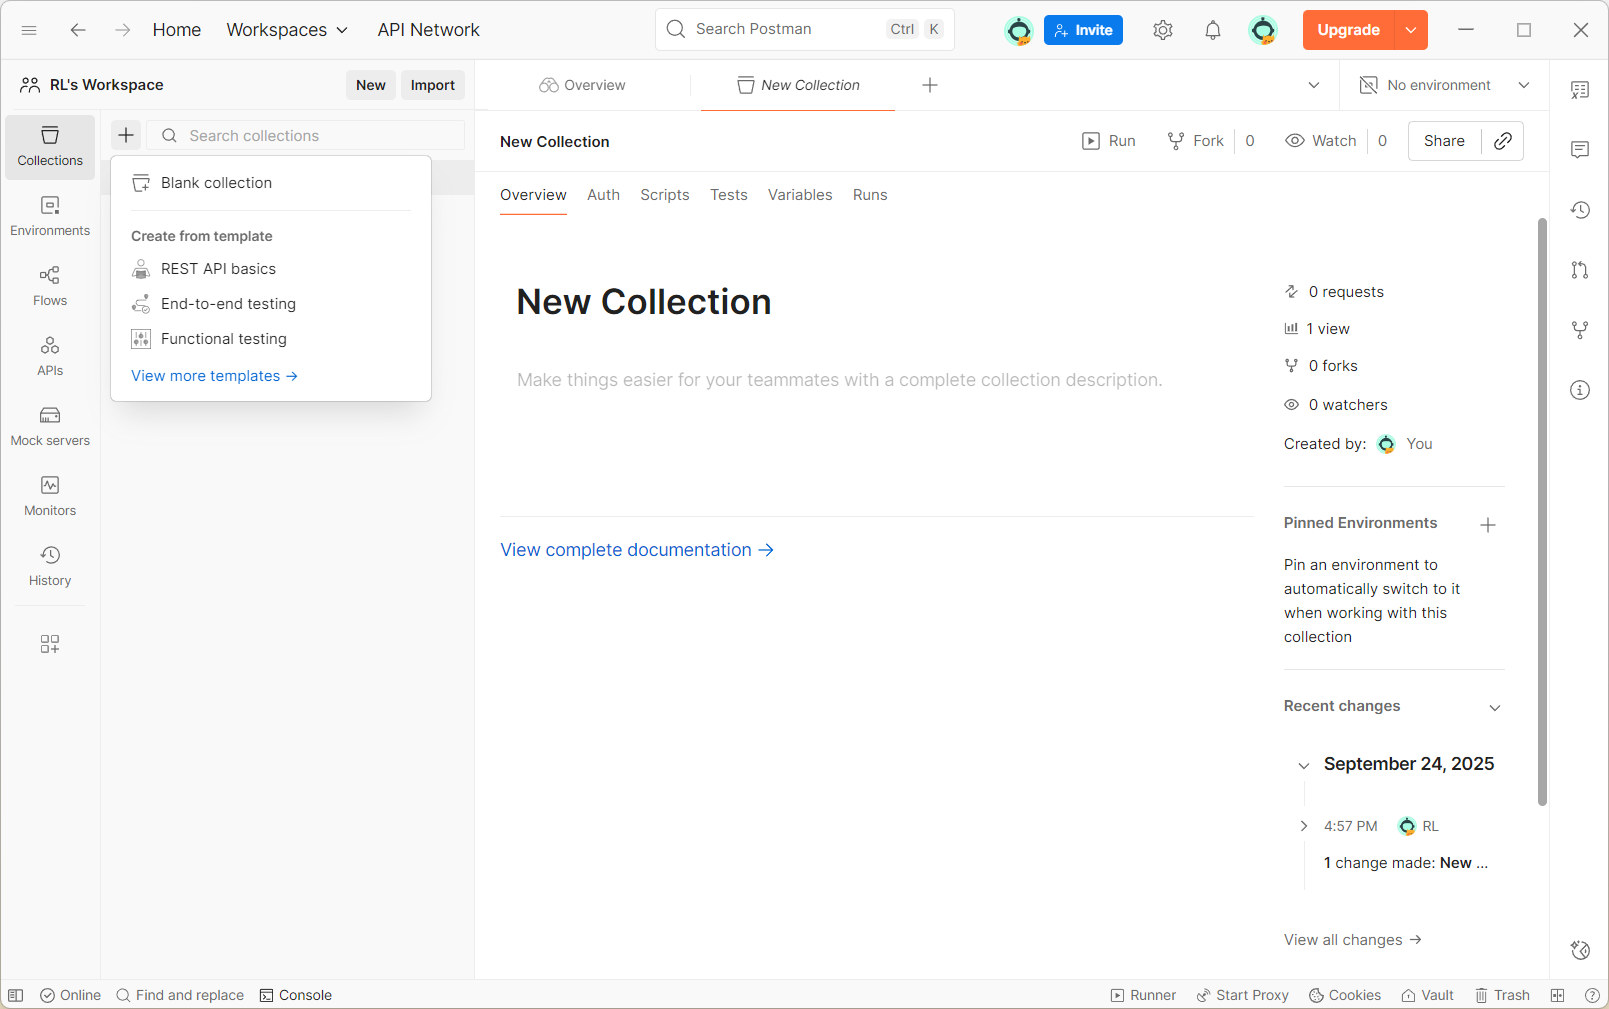 Home Workspaces API Network Search Postman Ctrl K Invite Upgrade
RL's Workspace New Import Overview New Collection No environment
Search collections
Collections
Environments
Flows
APIs
Mock servers
Monitors
History
Blank collection
Create from template
REST API basics
End-to-end testing
Functional testing
View more templates →
New Collection Run Fork 0 Watch 0 Share
Overview Auth Scripts Tests Variables Runs
New Collection
Make things easier for your teammates with a complete collection description.
View complete documentation →
0 requests
1 view
0 forks
0 watchers
Created by: You
Pinned Environments
Pin an environment to
automatically switch to it
when working with this
collection
Recent changes
September 24, 2025
4:57 PM RL
1 change made: New ...
View all changes →
Online Find and replace Console Runner Start Proxy Cookies Vault Trash